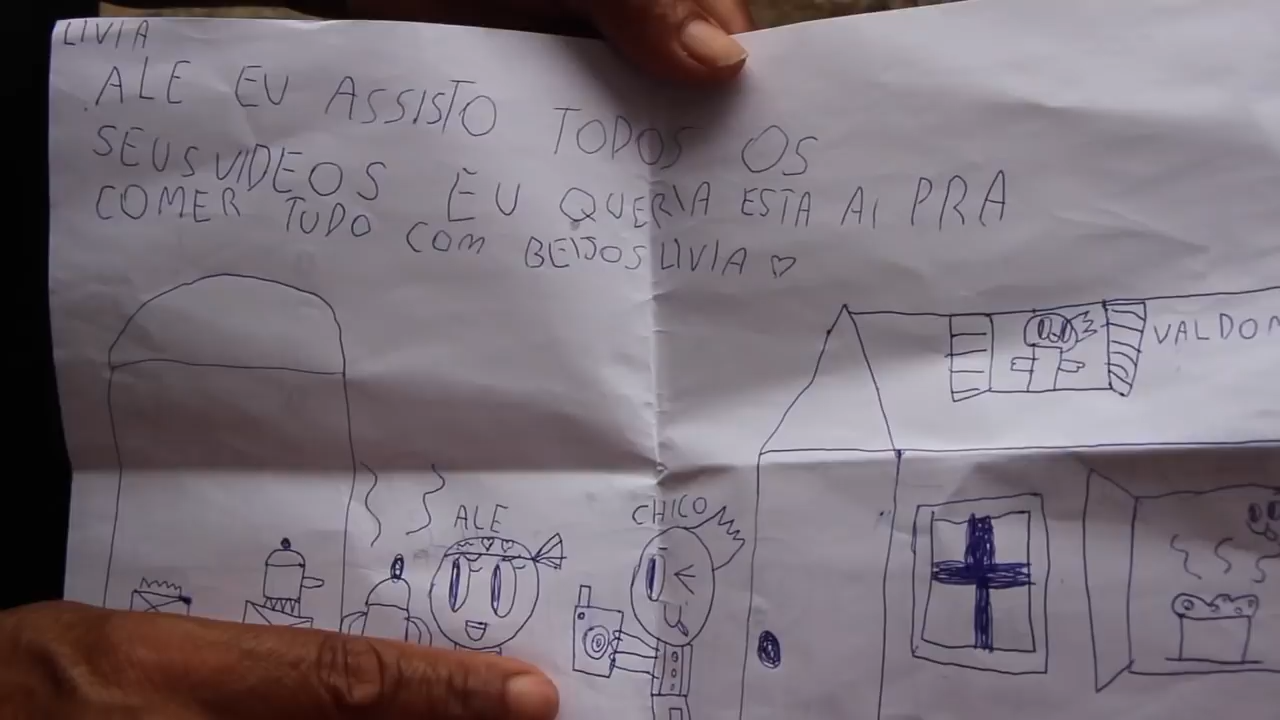 LIVIA
ALE EU ASSISTO TODOS OS
SEUS VIDEOS EU QUERIA ESTA AI PRA
COMER TUDO COM BEIJOS LIVIA ♡
VALDOM
CHICO
ALE